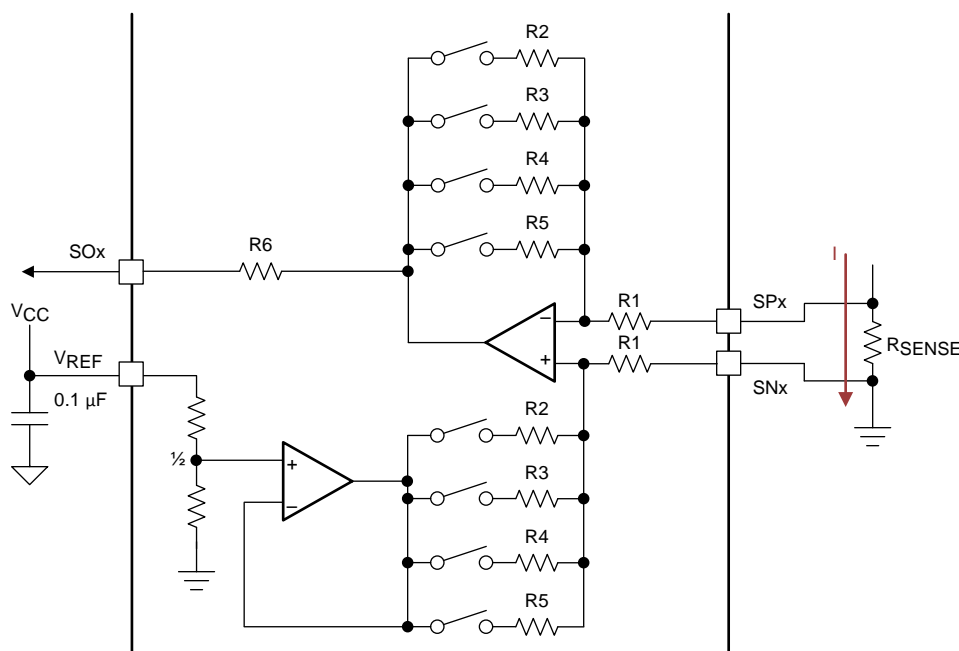 R2
R3
R4
R5
SOx
R6
I
VCC
R1
SPx
−
VREF
R1
RSENSE
+
0.1 µF
SNx
½
R2
+
R3
−
R4
R5